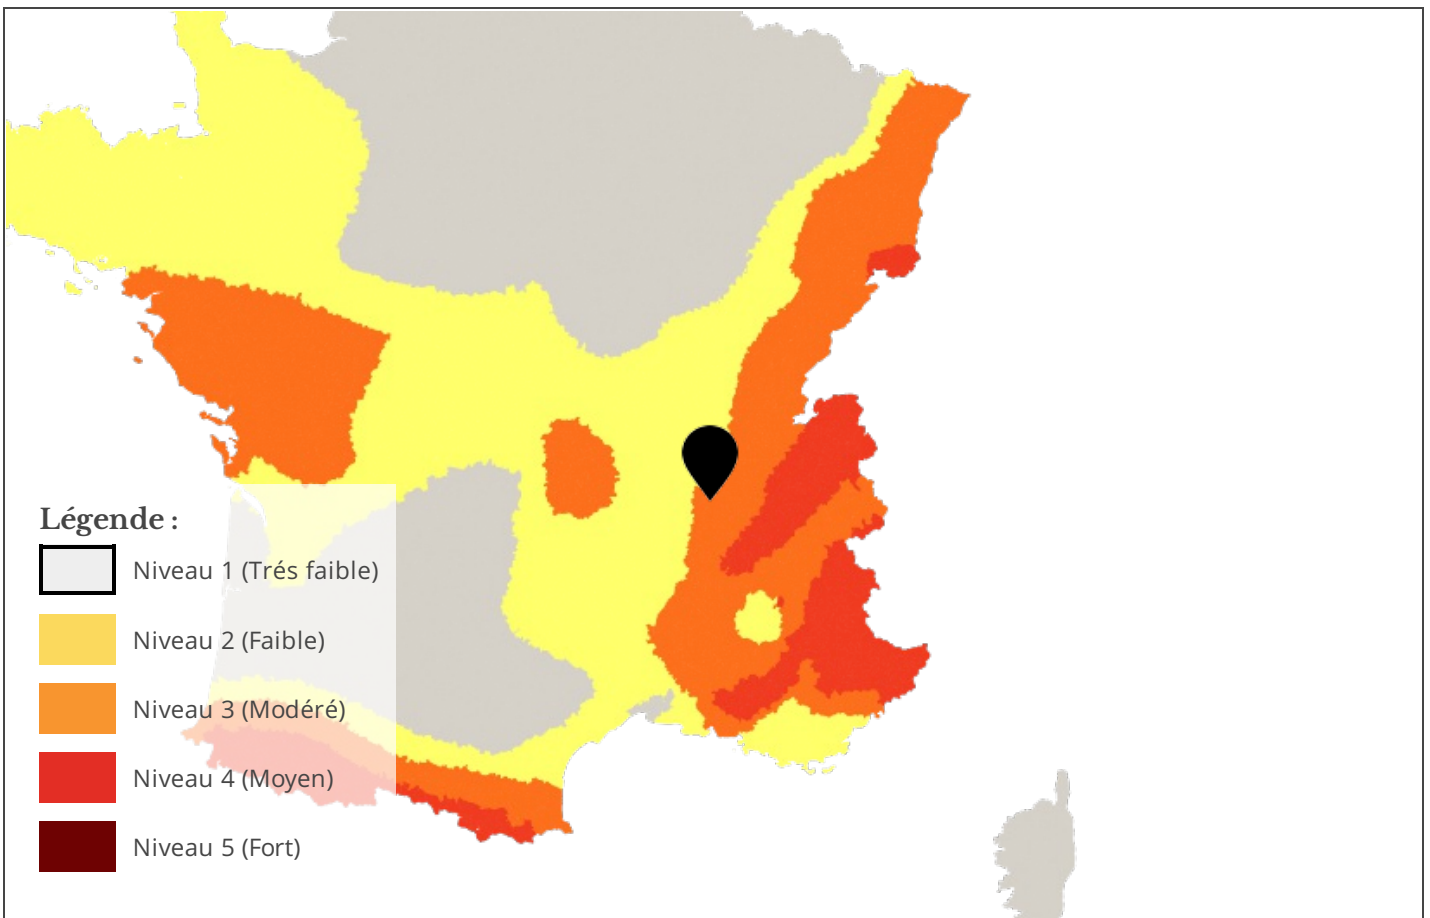 Légende :
Niveau 1 (Trés faible)
Niveau 2 (Faible)
Niveau 3 (Modéré)
Niveau 4 (Moyen)
Niveau 5 (Fort)